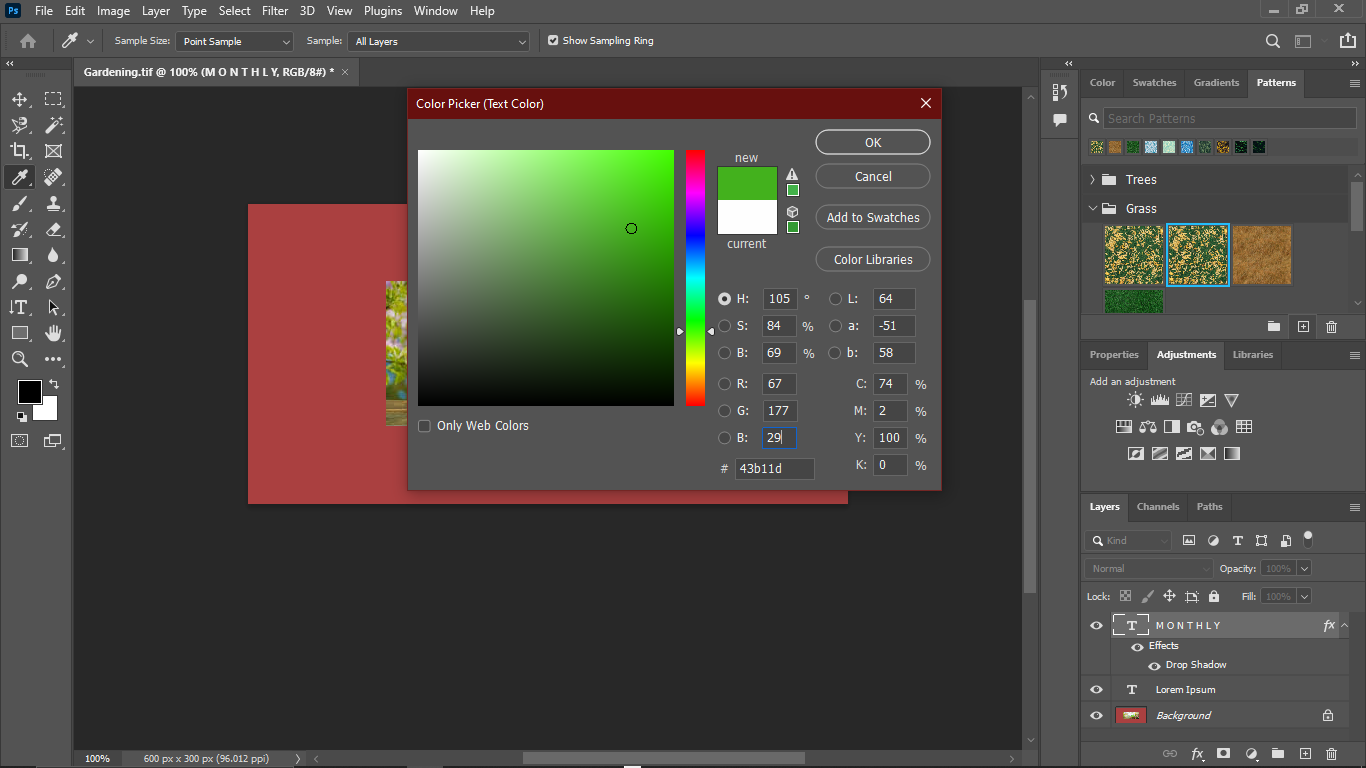 Ps File Edit Image Layer Type Select Filter 3D View Plugins Window Help
Sample Size: Point Sample Sample: All Layers Show Sampling Ring
Gardening.tif @ 100% (M O N T H L Y, RGB/8#) *
Color Picker (Text Color)
new
current
OK
Cancel
Add to Swatches
Color Libraries
H: 105 °
S: 84 %
B: 69 %
R: 67
G: 177
B: 29
# 43b11d
L: 64
a: -51
b: 58
C: 74 %
M: 2 %
Y: 100 %
K: 0 %
Only Web Colors
Color Swatches Gradients Patterns
Search Patterns
Trees
Grass
Properties Adjustments Libraries
Add an adjustment
Layers Channels Paths
Kind
Normal Opacity: 100%
Lock: Fill: 100%
T M O N T H L Y fx
Effects
Drop Shadow
T Lorem Ipsum
Background
fx
100% 600 px x 300 px (96.012 ppi)